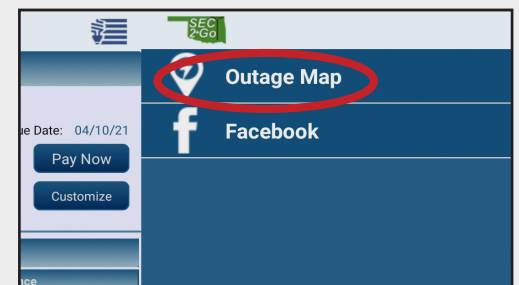 SEC
2-Go
Outage Map
ue Date: 04/10/21
Facebook
Pay Now
Customize
nce